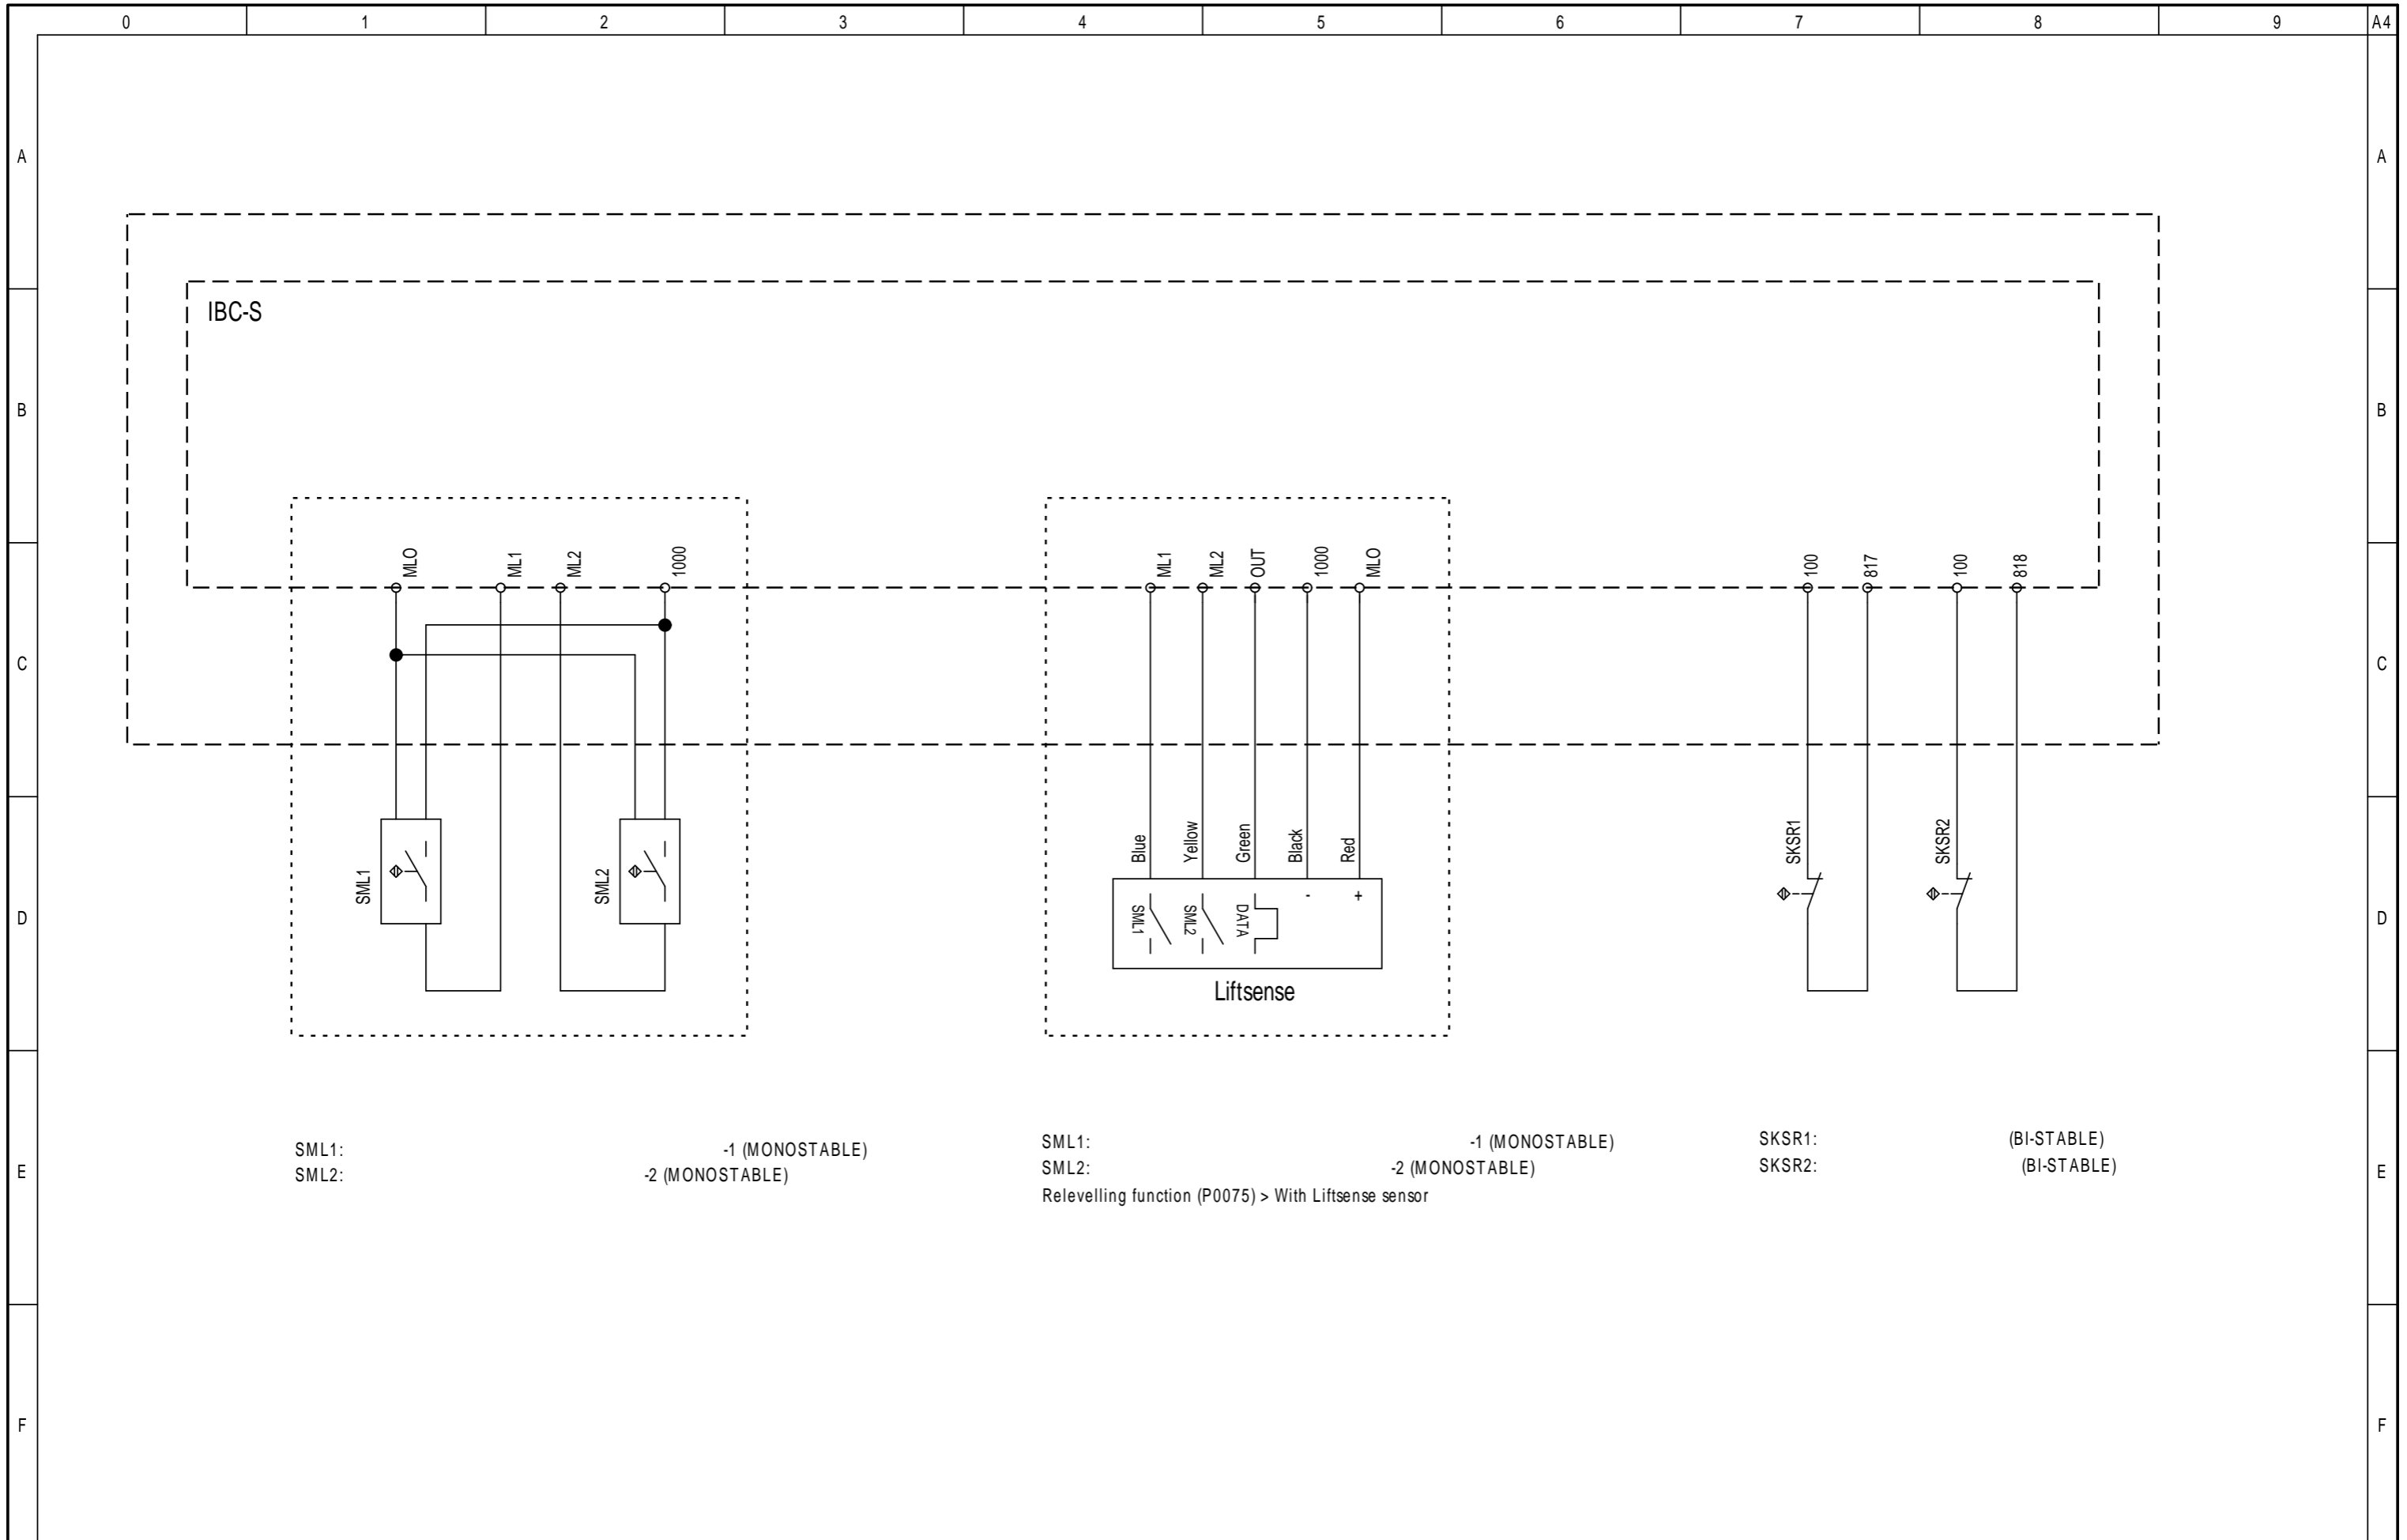 0 1 2 3 4 5 6 7 8 9 A4
A A
IBC-S
B B
MLO ML1 ML2 1000 ML1 ML2 OUT 1000 MLO 100 817 100 818
C C
Blue Yellow Green Black Red
SML1 SML2 SKSR1 SKSR2
SML1 SML2 DATA - +
D D
Liftsense
SML1: -1 (MONOSTABLE)
SML2: -2 (MONOSTABLE)
SML1: -1 (MONOSTABLE)
SML2: -2 (MONOSTABLE)
Relevelling function (P0075) > With Liftsense sensor
SKSR1: (BI-STABLE)
SKSR2: (BI-STABLE)
E E
F F